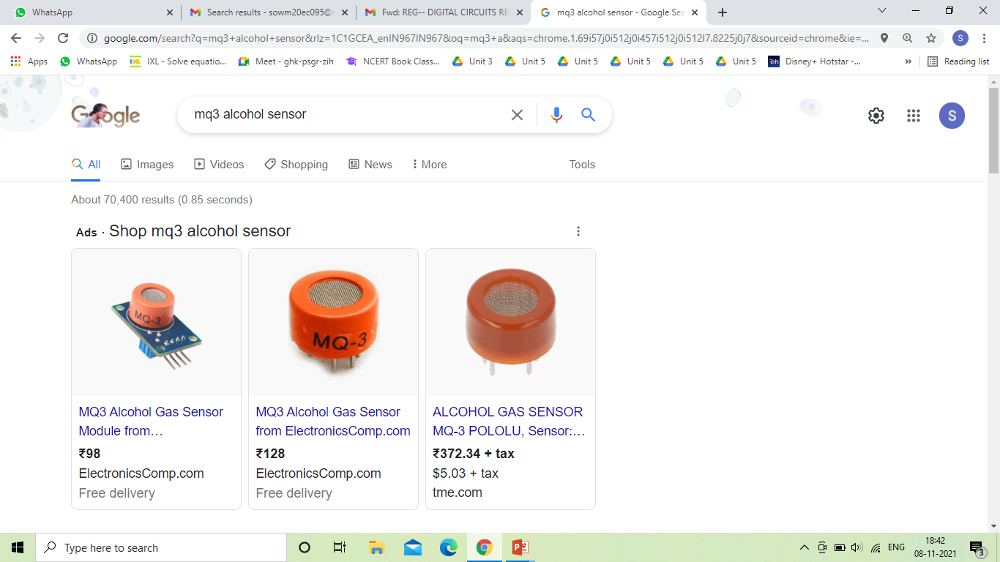 WhatsApp
Search results - sowm20ec095@
Fwd: REG-- DIGITAL CIRCUITS RE
mq3 alcohol sensor - Google Sea
google.com/search?q=mq3+alcohol+sensor&rlz=1C1GCEA_enIN967IN967&oq=mq3+a&aqs=chrome.1.69i57j0i512j0i457i512j0i512l7.8225j0j7&sourceid=chrome&ie=...
S
Apps
WhatsApp
IXL - Solve equatio...
Meet - ghk-psgr-zih
NCERT Book Class...
Unit 3
Unit 5
Unit 5
Unit 5
Unit 5
Unit 5
Disney+ Hotstar -...
»
Reading list
Google
mq3 alcohol sensor
S
All
Images
Videos
Shopping
News
More
Tools
About 70,400 results (0.85 seconds)
Ads · Shop mq3 alcohol sensor
MQ-3
MQ-3
MQ3 Alcohol Gas Sensor
Module from…
₹98
ElectronicsComp.com
Free delivery
MQ3 Alcohol Gas Sensor
from ElectronicsComp.com
₹128
ElectronicsComp.com
Free delivery
ALCOHOL GAS SENSOR
MQ-3 POLOLU, Sensor:…
₹372.34 + tax
$5.03 + tax
tme.com
Type here to search
ENG
18:42
08-11-2021
3